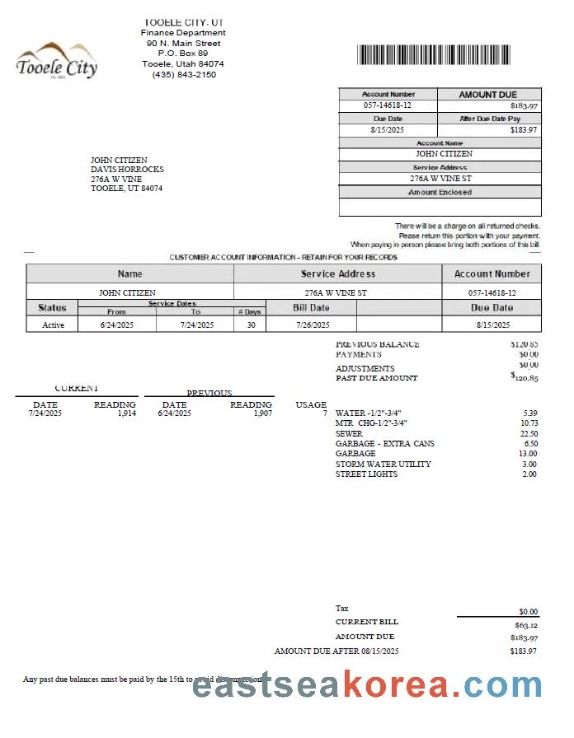 TOOELE CITY, UT
Finance Department
90 N. Main Street
P.O. Box 89
Tooele, Utah 84074
(435) 843-2150
Tooele City
Account Number AMOUNT DUE
057-14618-12 $183.97
Due Date After Due Date Pay
8/15/2025 $183.97
Account Name
JOHN CITIZEN
Service Address
276A W VINE ST
Amount Enclosed
JOHN CITIZEN
DAVIS HORROCKS
276A W VINE
TOOELE, UT 84074
There will be a charge on all returned checks.
Please return this portion with your payment.
When paying in person please bring both portions of this bill.
CUSTOMER ACCOUNT INFORMATION - RETAIN FOR YOUR RECORDS
Name Service Address Account Number
JOHN CITIZEN 276A W VINE ST 057-14618-12
Status Service Dates From To # Days Bill Date Due Date
Active 6/24/2025 7/24/2025 30 7/26/2025 8/15/2025
PREVIOUS BALANCE $120.85
PAYMENTS $0.00
ADJUSTMENTS $0.00
PAST DUE AMOUNT $120.85
CURRENT PREVIOUS
DATE READING DATE READING USAGE
7/24/2025 1,914 6/24/2025 1,907 7
WATER -1/2"-3/4" 5.39
MTR CHG-1/2"-3/4" 10.73
SEWER 22.50
GARBAGE - EXTRA CANS 6.50
GARBAGE 13.00
STORM WATER UTILITY 3.00
STREET LIGHTS 2.00
Tax $0.00
CURRENT BILL $63.12
AMOUNT DUE $183.97
AMOUNT DUE AFTER 08/15/2025 $183.97
Any past due balances must be paid by the 15th to
eastseakorea.com